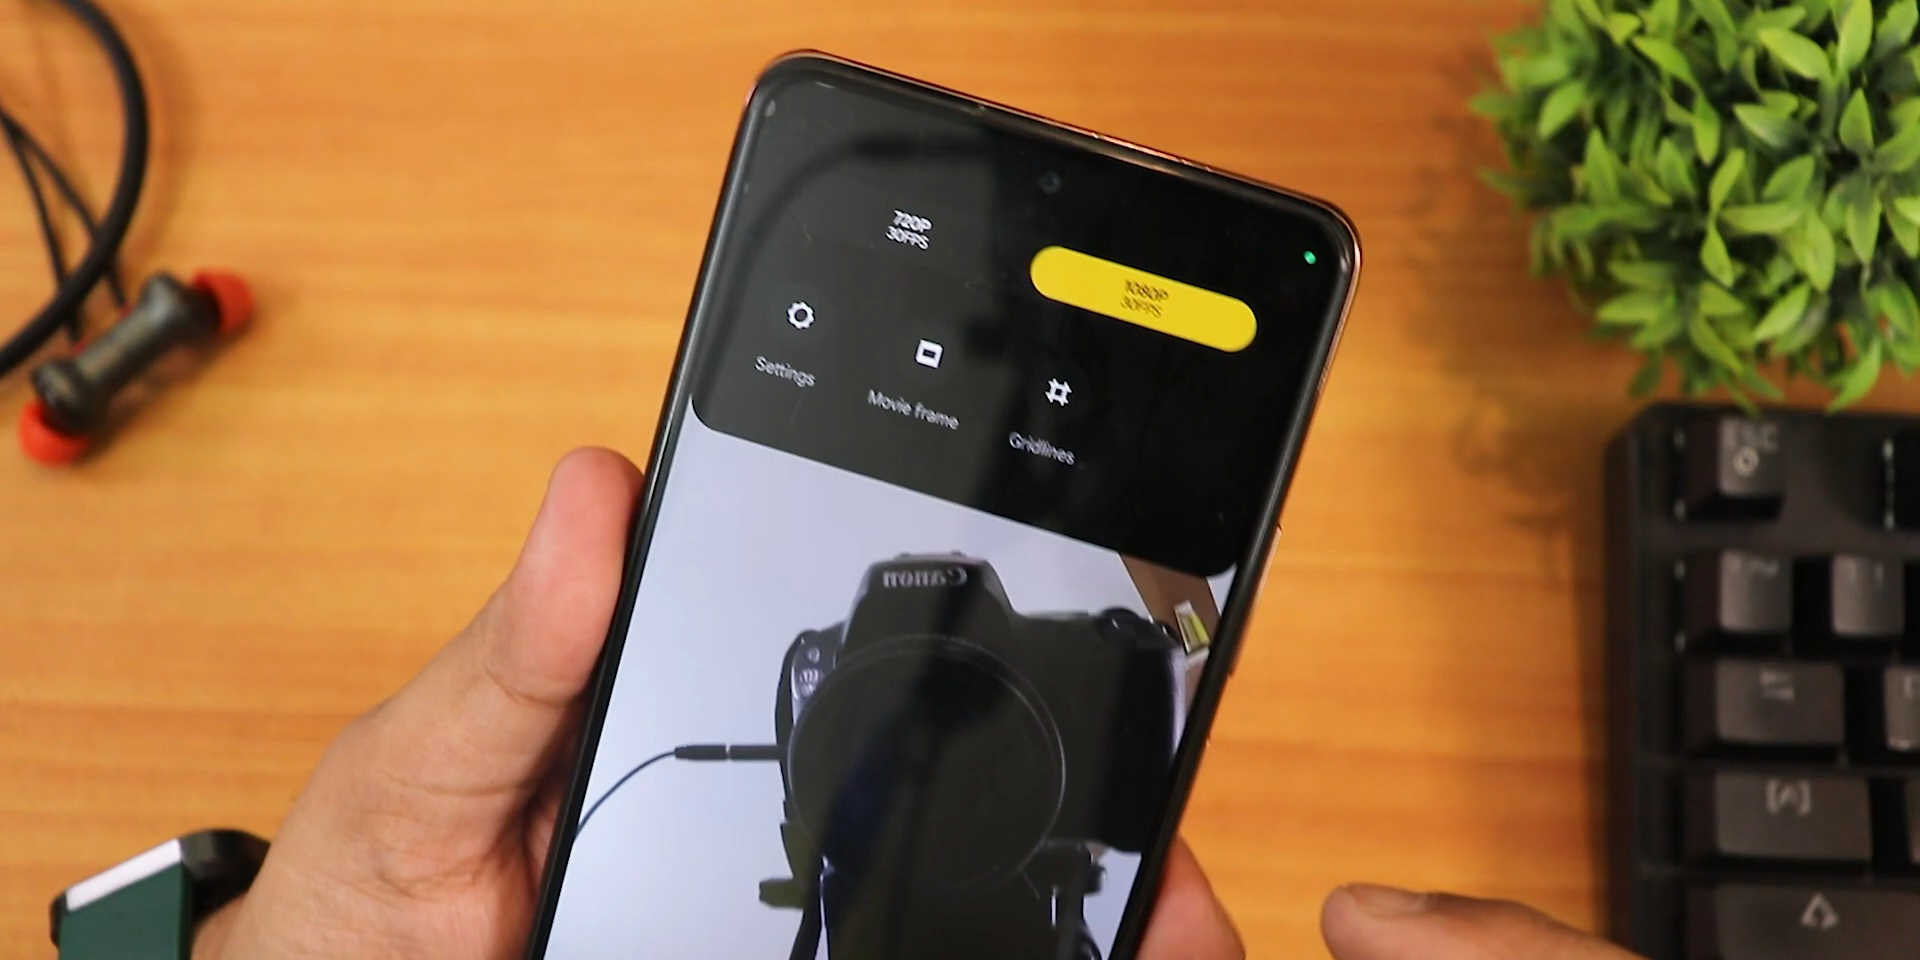 720P
30FPS
1080P
30FPS
Settings
Movie frame
Gridlines
Canon
ESC